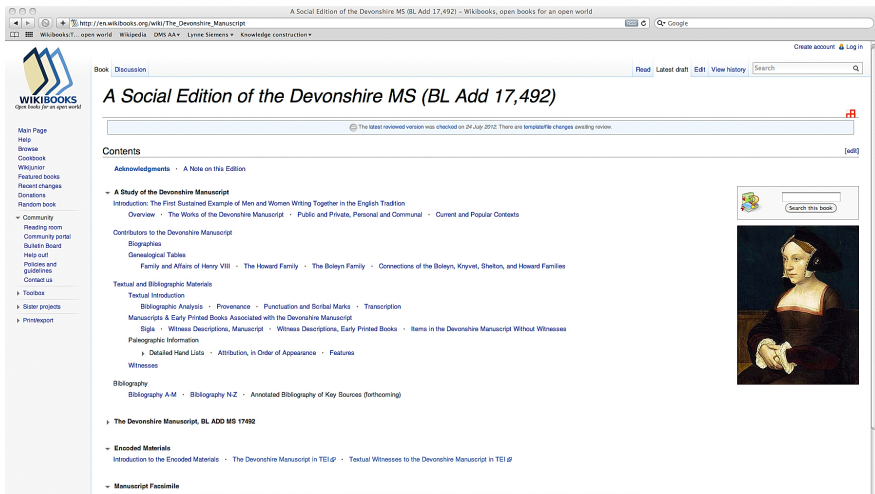 A Social Edition of the Devonshire MS (BL Add 17,492) – Wikibooks, open books for an open world
http://en.wikibooks.org/wiki/The_Devonshire_Manuscript
Google
Wikibooks:T... open world Wikipedia DMS AA Lynne Siemens Knowledge construction
Create account Log in
Book Discussion Read Latest draft Edit View history Search
WIKIBOOKS
Open books for an open world
A Social Edition of the Devonshire MS (BL Add 17,492)
The latest reviewed version was checked on 24 July 2012. There are template/file changes awaiting review.
Main Page
Help
Browse
Cookbook
Wikijunior
Featured books
Recent changes
Donations
Random book
Community
Reading room
Community portal
Bulletin Board
Help out!
Policies and
guidelines
Contact us
Toolbox
Sister projects
Print/export
Contents [edit]
Acknowledgments · A Note on this Edition
A Study of the Devonshire Manuscript
Introduction: The First Sustained Example of Men and Women Writing Together in the English Tradition
Overview · The Works of the Devonshire Manuscript · Public and Private, Personal and Communal · Current and Popular Contexts
Contributors to the Devonshire Manuscript
Biographies
Genealogical Tables
Family and Affairs of Henry VIII · The Howard Family · The Boleyn Family · Connections of the Boleyn, Knyvet, Shelton, and Howard Families
Textual and Bibliographic Materials
Textual Introduction
Bibliographic Analysis · Provenance · Punctuation and Scribal Marks · Transcription
Manuscripts & Early Printed Books Associated with the Devonshire Manuscript
Sigla · Witness Descriptions, Manuscript · Witness Descriptions, Early Printed Books · Items in the Devonshire Manuscript Without Witnesses
Paleographic Information
Detailed Hand Lists · Attribution, in Order of Appearance · Features
Witnesses
Bibliography
Bibliography A-M · Bibliography N-Z · Annotated Bibliography of Key Sources (forthcoming)
The Devonshire Manuscript, BL ADD MS 17492
Encoded Materials
Introduction to the Encoded Materials · The Devonshire Manuscript in TEI · Textual Witnesses to the Devonshire Manuscript in TEI
Manuscript Facsimile
Search this book